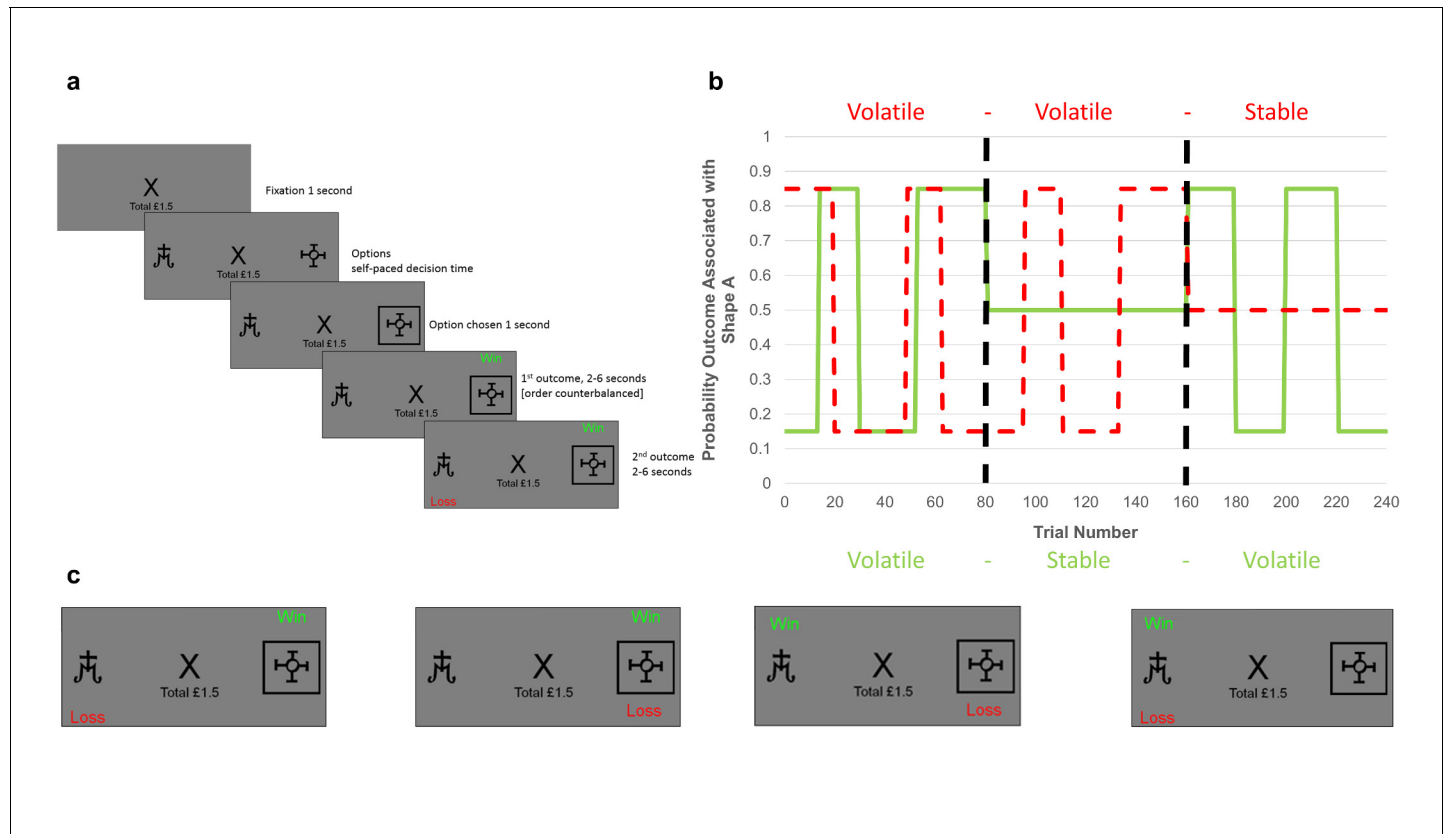 a
X
Total £1.5
Fixation 1 second
X
Total £1.5
Options
self-paced decision time
X
Total £1.5
Option chosen 1 second
Win
X
Total £1.5
1st outcome, 2-6 seconds
[order counterbalanced]
Win
X
Total £1.5
Loss
2nd outcome
2-6 seconds
b
Volatile - Volatile - Stable
Probability Outcome Associated with
Shape A
1
0.9
0.8
0.7
0.6
0.5
0.4
0.3
0.2
0.1
0
0 20 40 60 80 100 120 140 160 180 200 220 240
Trial Number
Volatile - Stable - Volatile
c
Win
X
Total £1.5
Loss
Win
X
Total £1.5
Loss
Win
X
Total £1.5
Loss
Win
X
Total £1.5
Loss